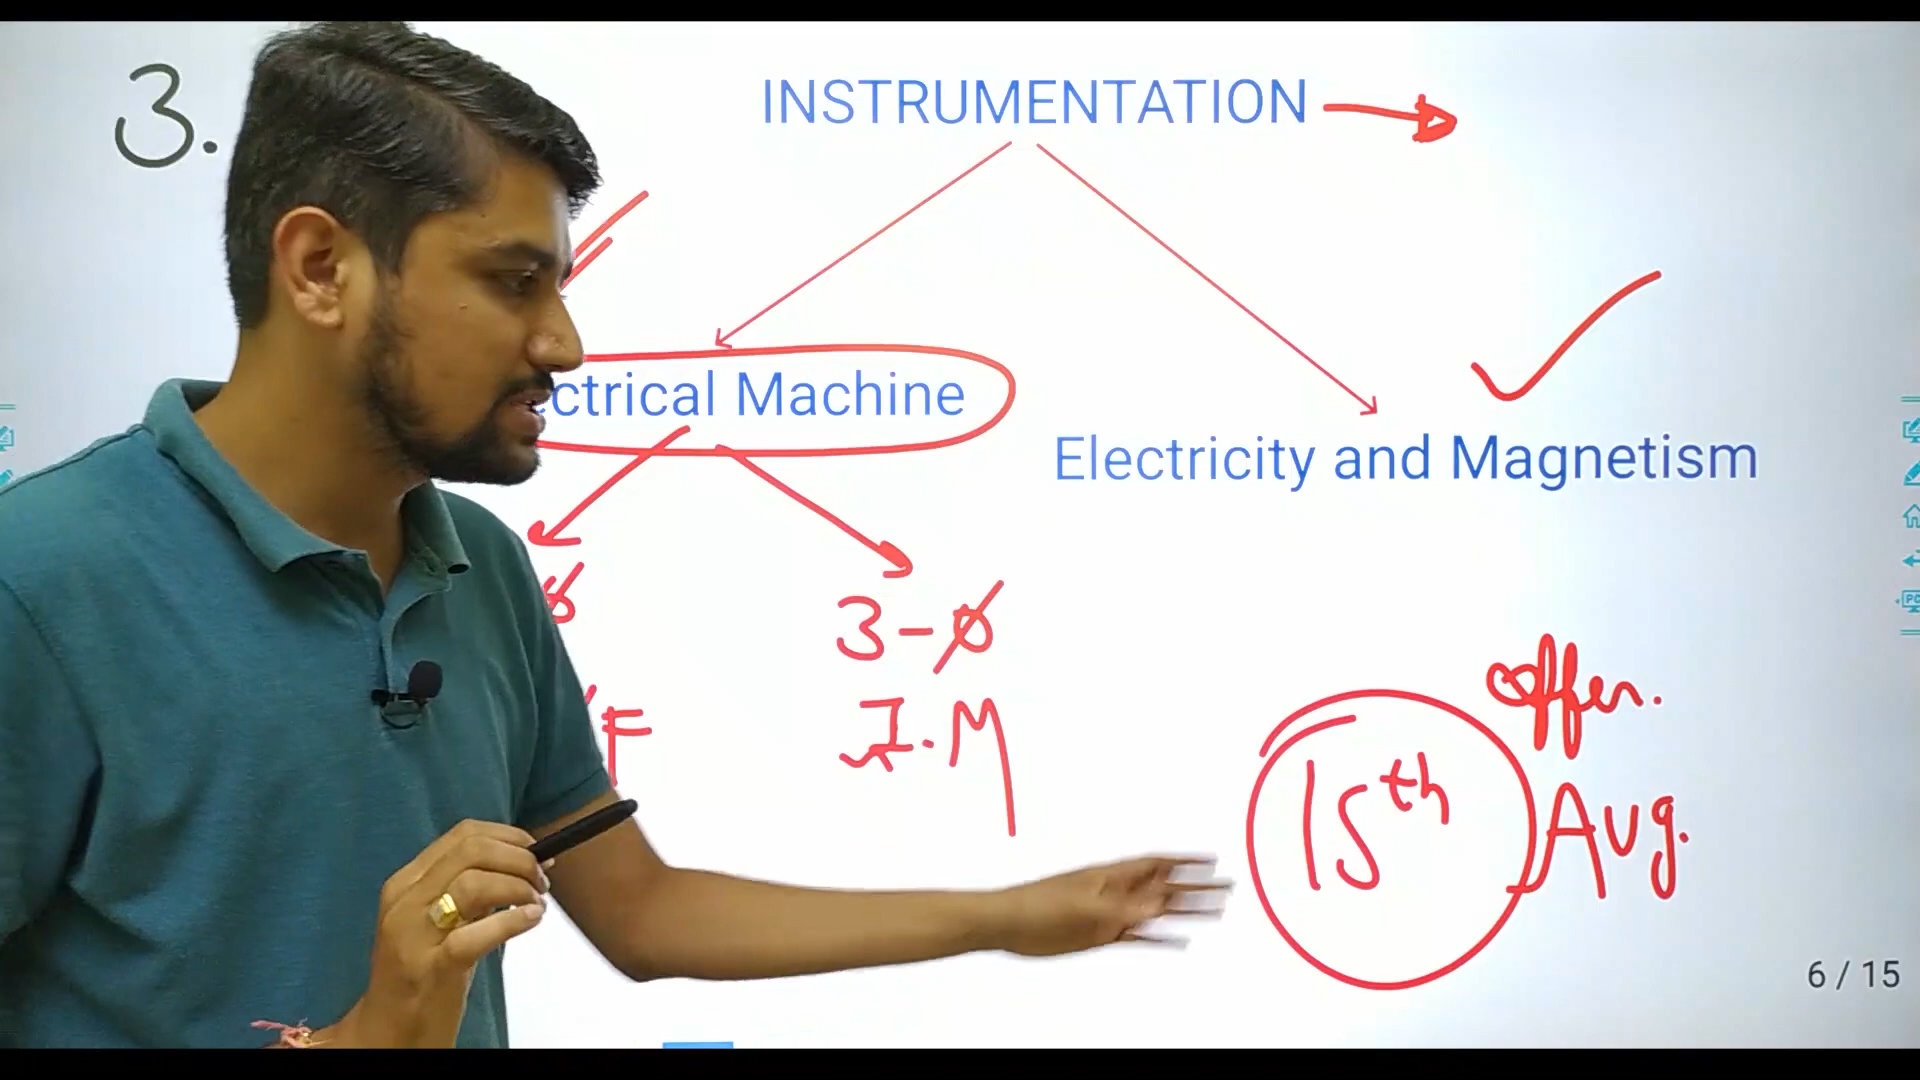 3.
INSTRUMENTATION
ctrical Machine
Electricity and Magnetism
3-ϕ
I.M
F
offer.
15th Aug.
6 / 15